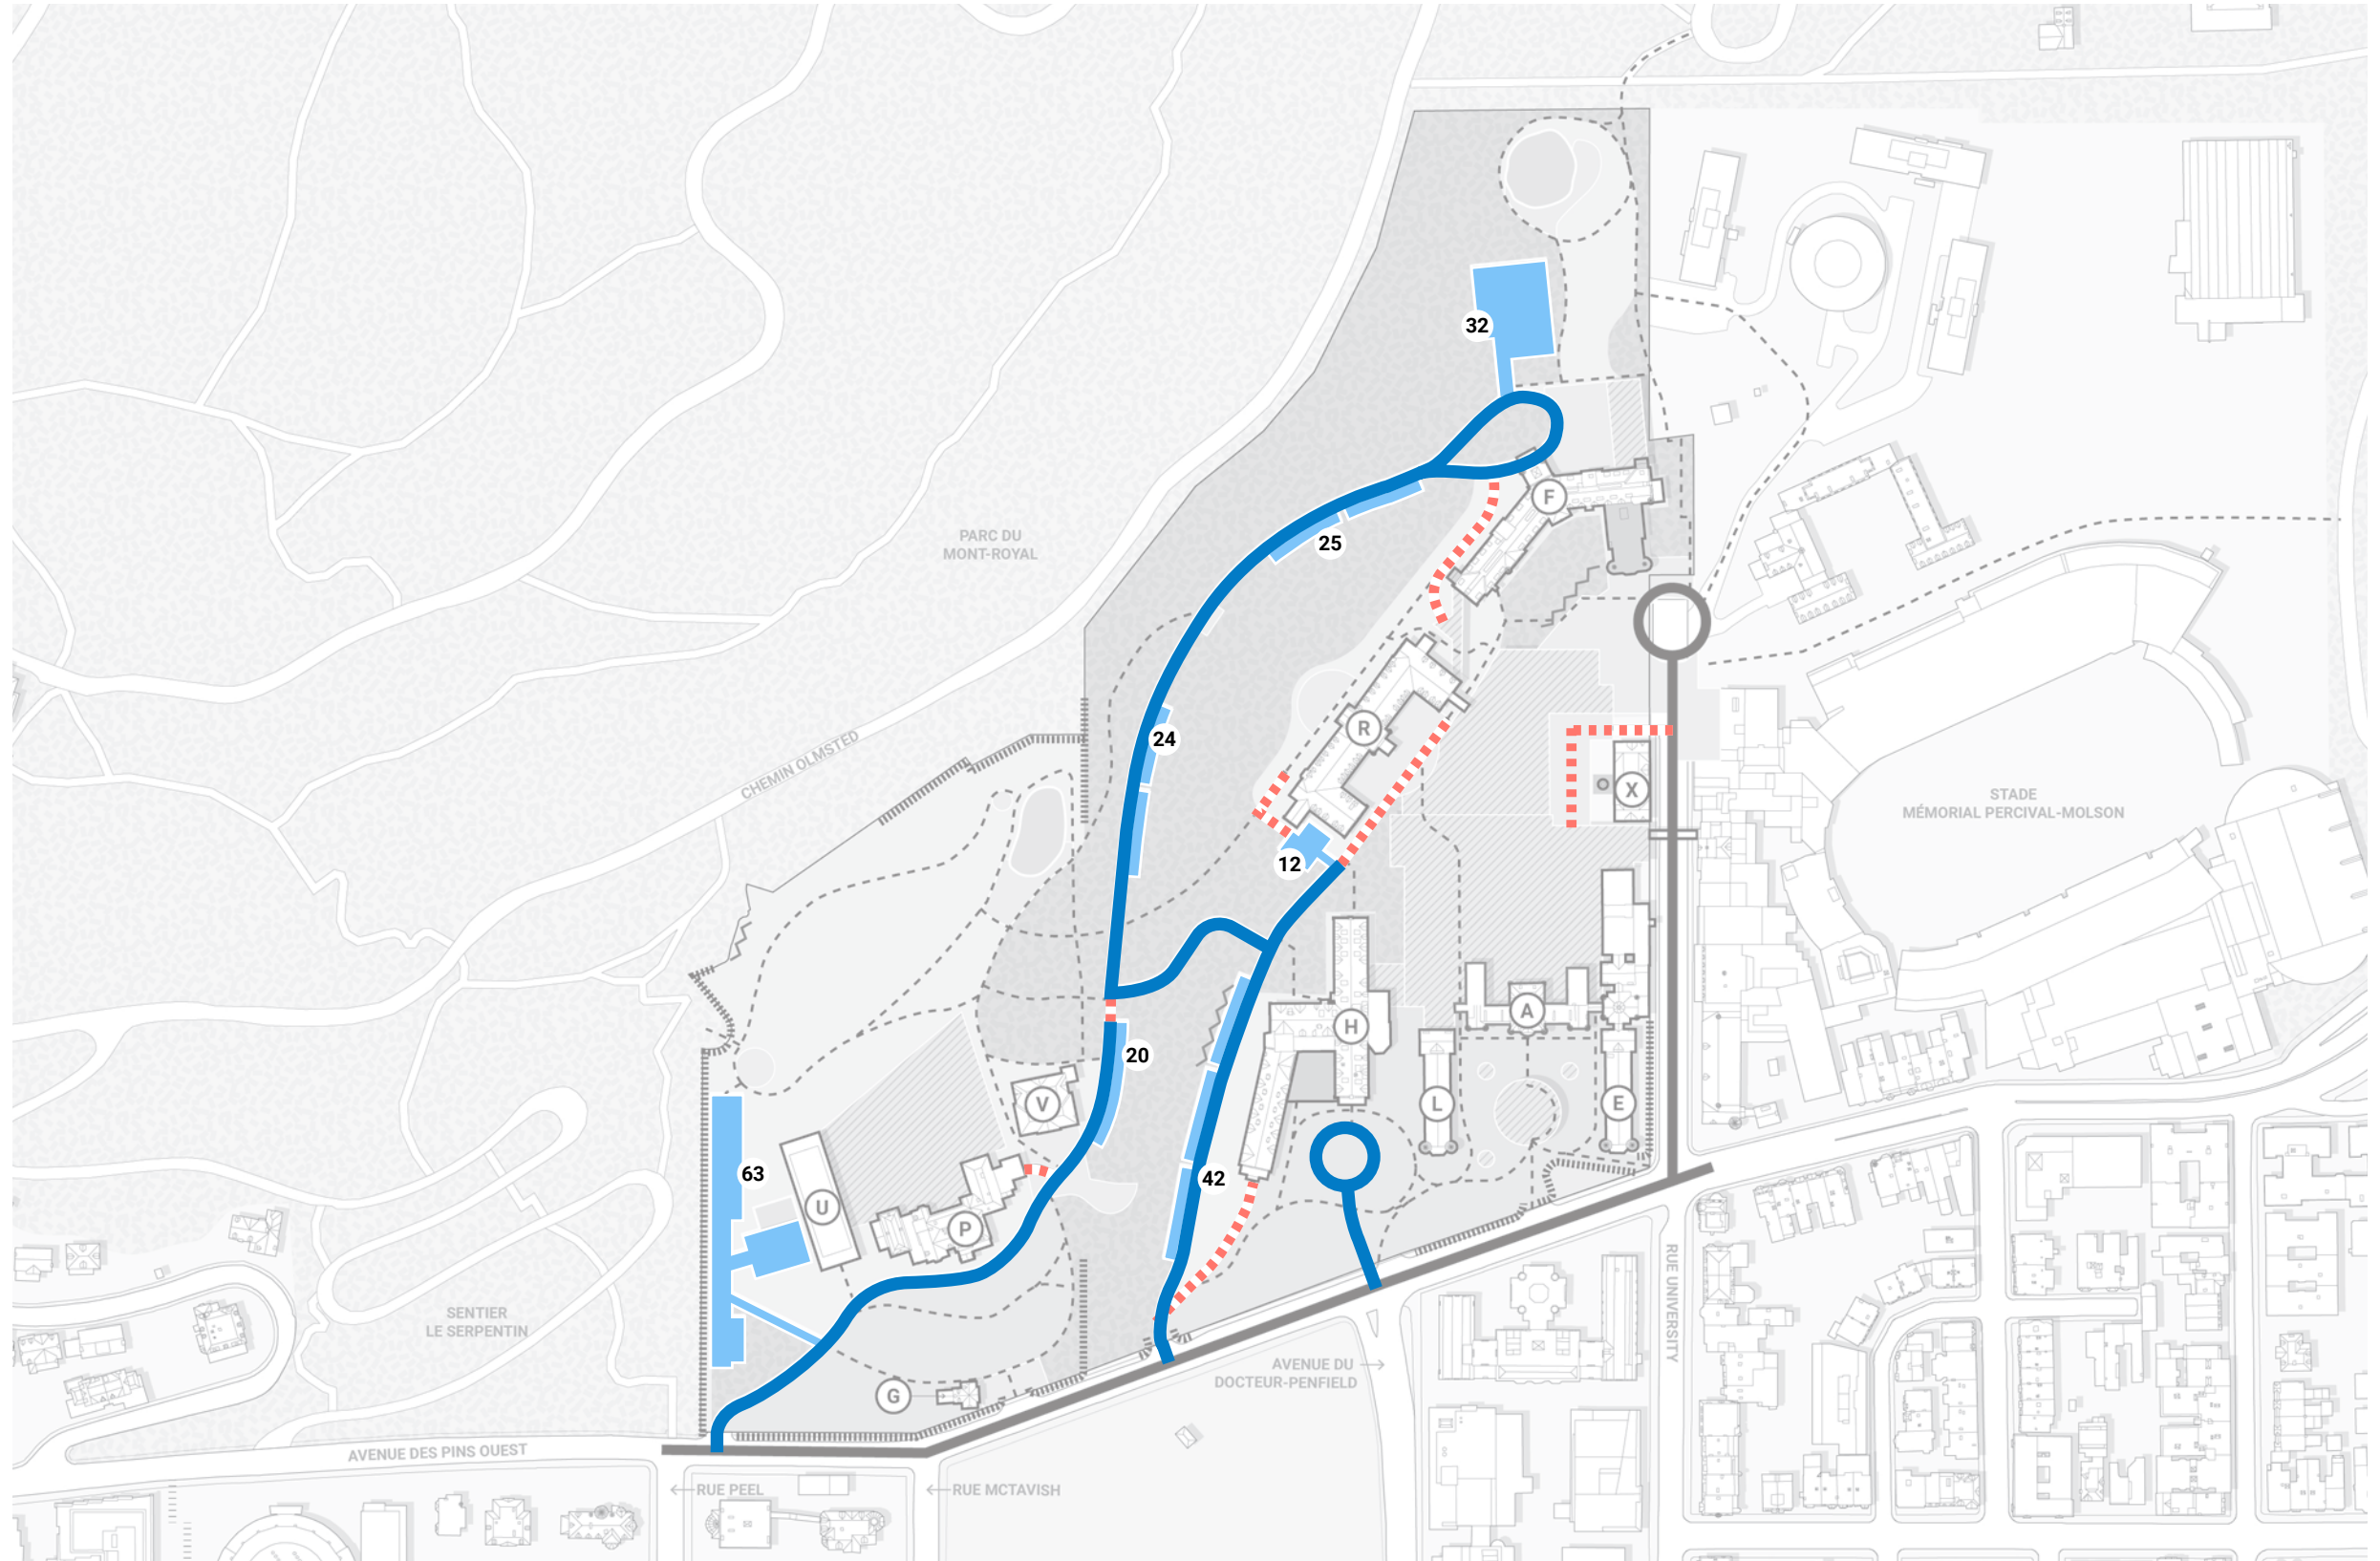 32
F
25
PARC DU
MONT-ROYAL
R
24
CHEMIN OLMSTED
X
STADE
MÉMORIAL PERCIVAL-MOLSON
12
A
H
20
V
L
E
63
42
U
P
SENTIER
LE SERPENTIN
RUE UNIVERSITY
AVENUE DU →
DOCTEUR-PENFIELD
G
AVENUE DES PINS OUEST
← RUE PEEL
← RUE MCTAVISH